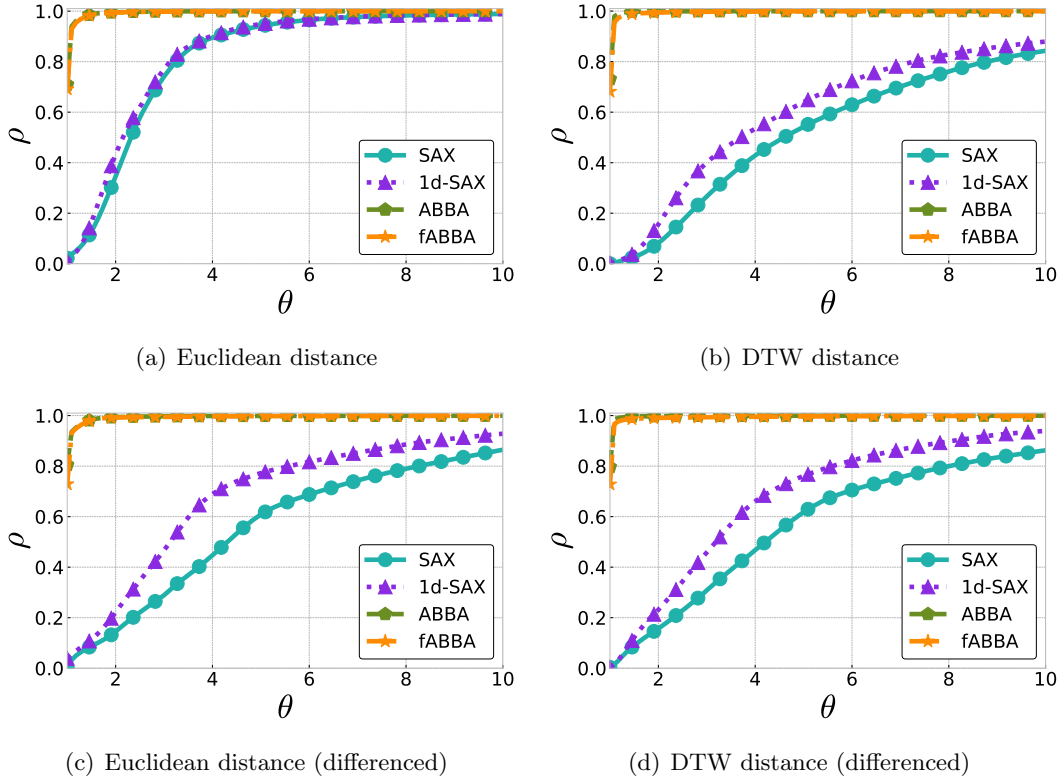 1.0
0.8
0.6
0.4
0.2
0.0
ρ
SAX
1d-SAX
ABBA
fABBA
2 4 6 8 10
θ
(a) Euclidean distance
1.0
0.8
0.6
0.4
0.2
0.0
ρ
SAX
1d-SAX
ABBA
fABBA
2 4 6 8 10
θ
(b) DTW distance
1.0
0.8
0.6
0.4
0.2
0.0
ρ
SAX
1d-SAX
ABBA
fABBA
2 4 6 8 10
θ
(c) Euclidean distance (differenced)
1.0
0.8
0.6
0.4
0.2
0.0
ρ
SAX
1d-SAX
ABBA
fABBA
2 4 6 8 10
θ
(d) DTW distance (differenced)